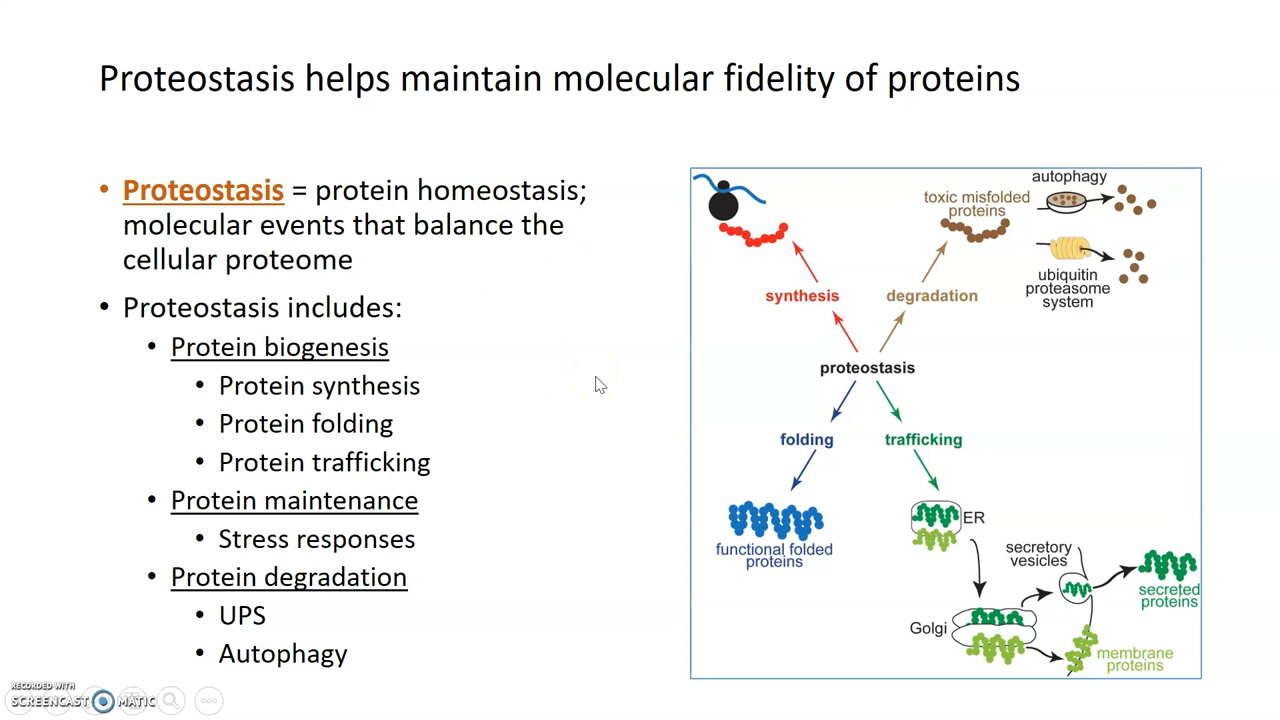 Proteostasis helps maintain molecular fidelity of proteins
• Proteostasis = protein homeostasis;
molecular events that balance the
cellular proteome
• Proteostasis includes:
• Protein biogenesis
• Protein synthesis
• Protein folding
• Protein trafficking
• Protein maintenance
• Stress responses
• Protein degradation
• UPS
• Autophagy
autophagy
toxic misfolded
proteins
ubiquitin
proteasome
system
synthesis
degradation
proteostasis
folding
trafficking
functional folded
proteins
ER
secretory
vesicles
secreted
proteins
Golgi
membrane
proteins
RECORDED WITH
SCREENCAST MATIC